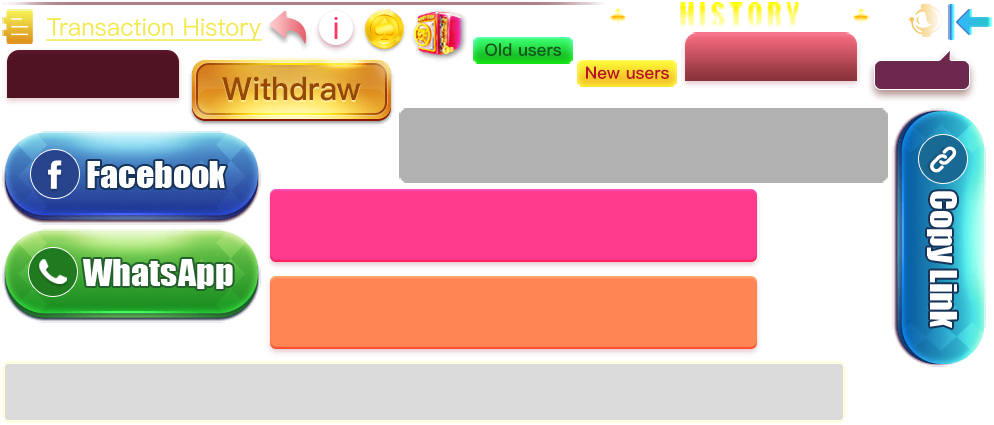 Transaction History
HISTORY
Old users
New users
Withdraw
Facebook
WhatsApp
Copy Link